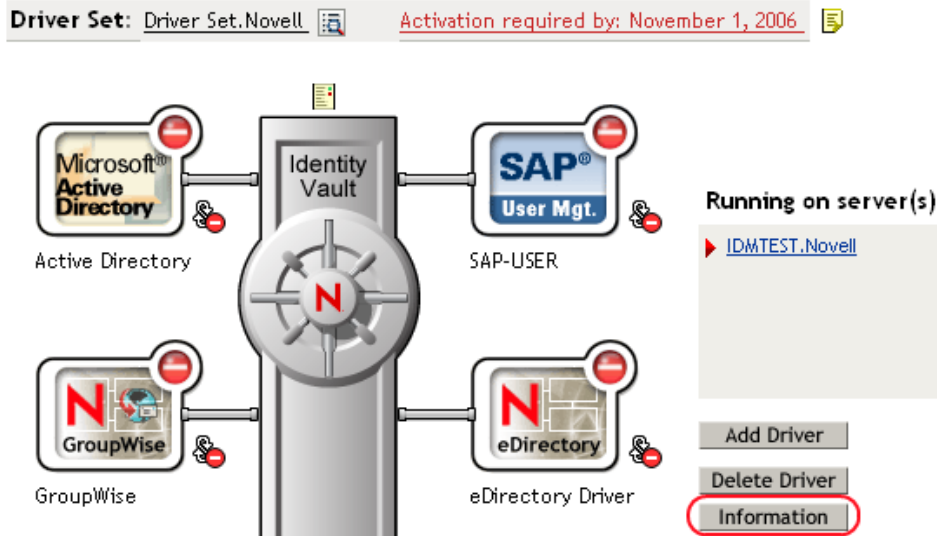 Driver Set: Driver Set.Novell Activation required by: November 1, 2006
Identity
Vault
Microsoft®
Active
Directory
Active Directory
SAP®
User Mgt.
SAP-USER
Running on server(s)
IDMTEST.Novell
N
N
GroupWise
GroupWise
N
eDirectory
eDirectory Driver
Add Driver
Delete Driver
Information